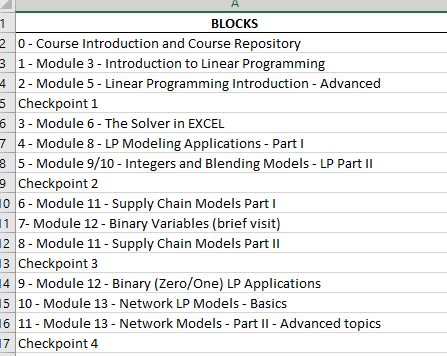 A
1 BLOCKS
2 0 - Course Introduction and Course Repository
3 1 - Module 3 - Introduction to Linear Programming
4 2 - Module 5 - Linear Programming Introduction - Advanced
5 Checkpoint 1
6 3 - Module 6 - The Solver in EXCEL
7 4 - Module 8 - LP Modeling Applications - Part I
8 5 - Module 9/10 - Integers and Blending Models - LP Part II
9 Checkpoint 2
10 6 - Module 11 - Supply Chain Models Part I
11 7- Module 12 - Binary Variables (brief visit)
12 8 - Module 11 - Supply Chain Models Part II
13 Checkpoint 3
14 9 - Module 12 - Binary (Zero/One) LP Applications
15 10 - Module 13 - Network LP Models - Basics
16 11 - Module 13 - Network Models - Part II - Advanced topics
17 Checkpoint 4